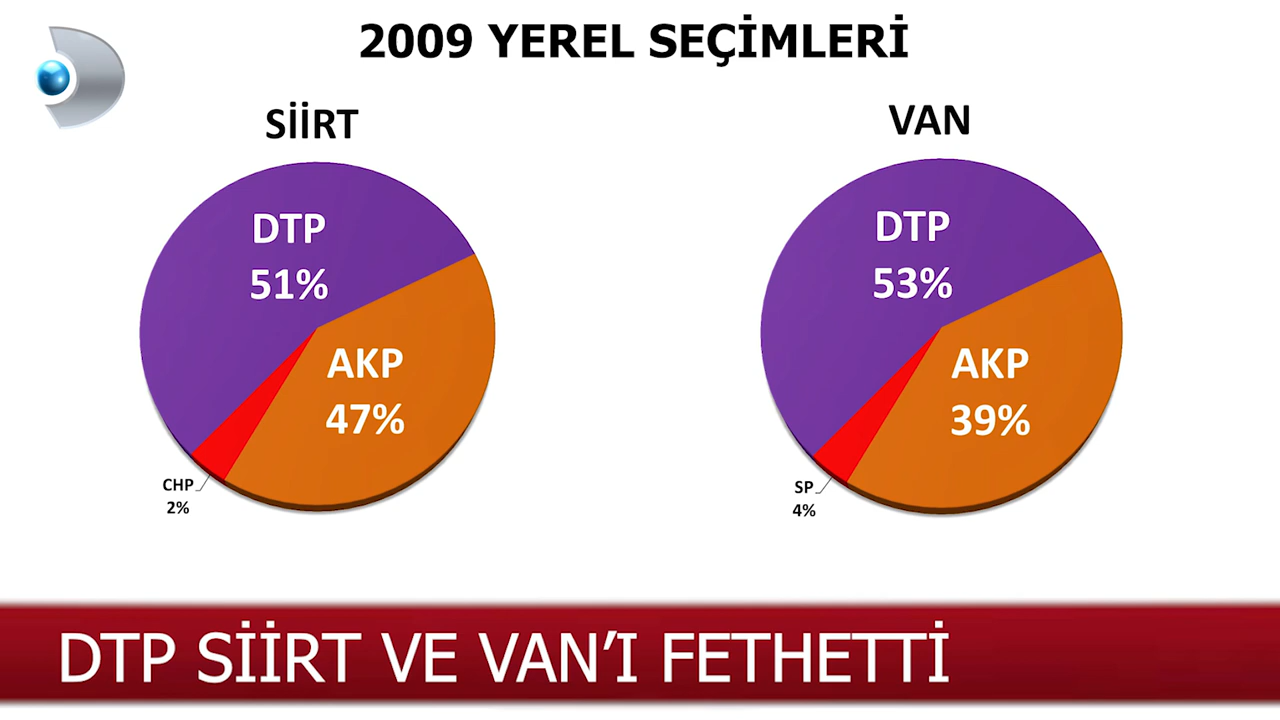 2009 YEREL SEÇİMLERİ
SİİRT
DTP
51%
AKP
47%
CHP
2%
VAN
DTP
53%
AKP
39%
SP
4%
DTP SİİRT VE VAN’I FETHETTİ